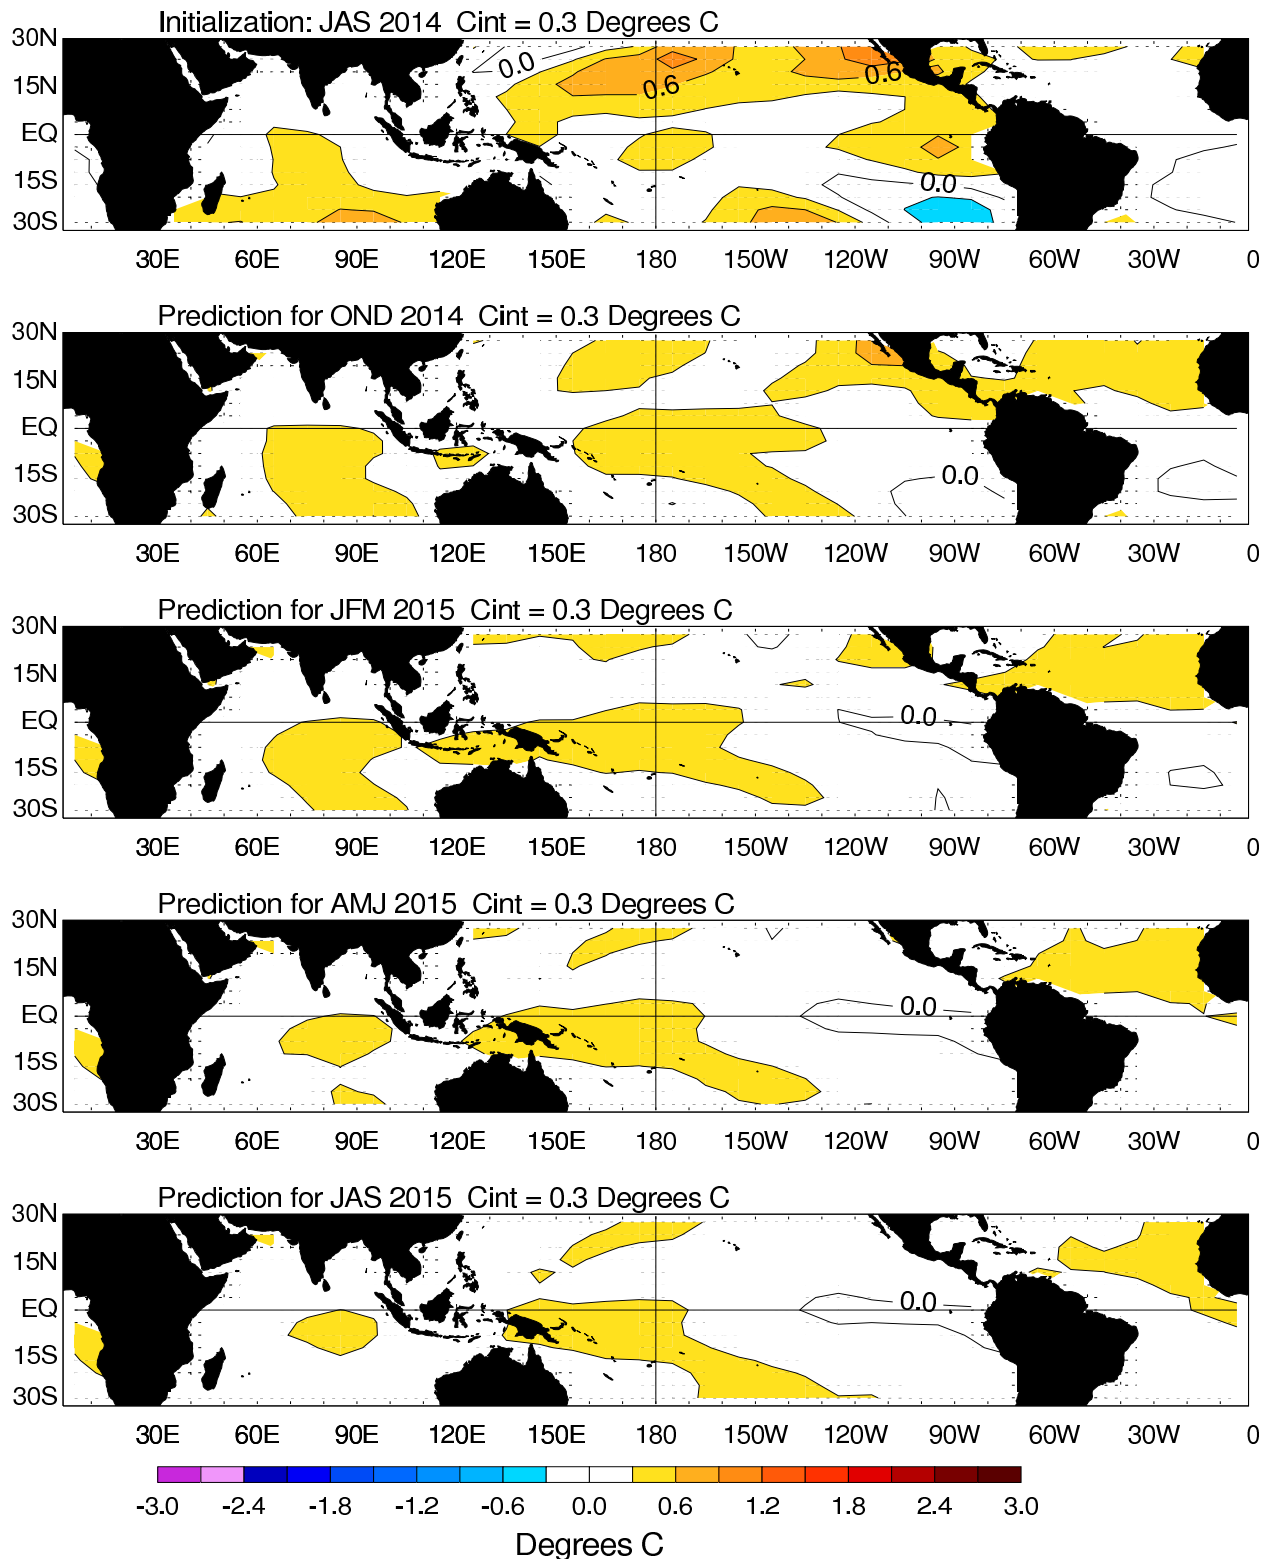 Initialization: JAS 2014 Cint = 0.3 Degrees C
30N
15N
EQ
15S
30S
0.0
0.6
0.6
0.0
30E 60E 90E 120E 150E 180 150W 120W 90W 60W 30W 0
Prediction for OND 2014 Cint = 0.3 Degrees C
30N
15N
EQ
15S
30S
0.0
30E 60E 90E 120E 150E 180 150W 120W 90W 60W 30W 0
Prediction for JFM 2015 Cint = 0.3 Degrees C
30N
15N
EQ
15S
30S
0.0
30E 60E 90E 120E 150E 180 150W 120W 90W 60W 30W 0
Prediction for AMJ 2015 Cint = 0.3 Degrees C
30N
15N
EQ
15S
30S
0.0
30E 60E 90E 120E 150E 180 150W 120W 90W 60W 30W 0
Prediction for JAS 2015 Cint = 0.3 Degrees C
30N
15N
EQ
15S
30S
0.0
30E 60E 90E 120E 150E 180 150W 120W 90W 60W 30W 0
-3.0 -2.4 -1.8 -1.2 -0.6 0.0 0.6 1.2 1.8 2.4 3.0
Degrees C